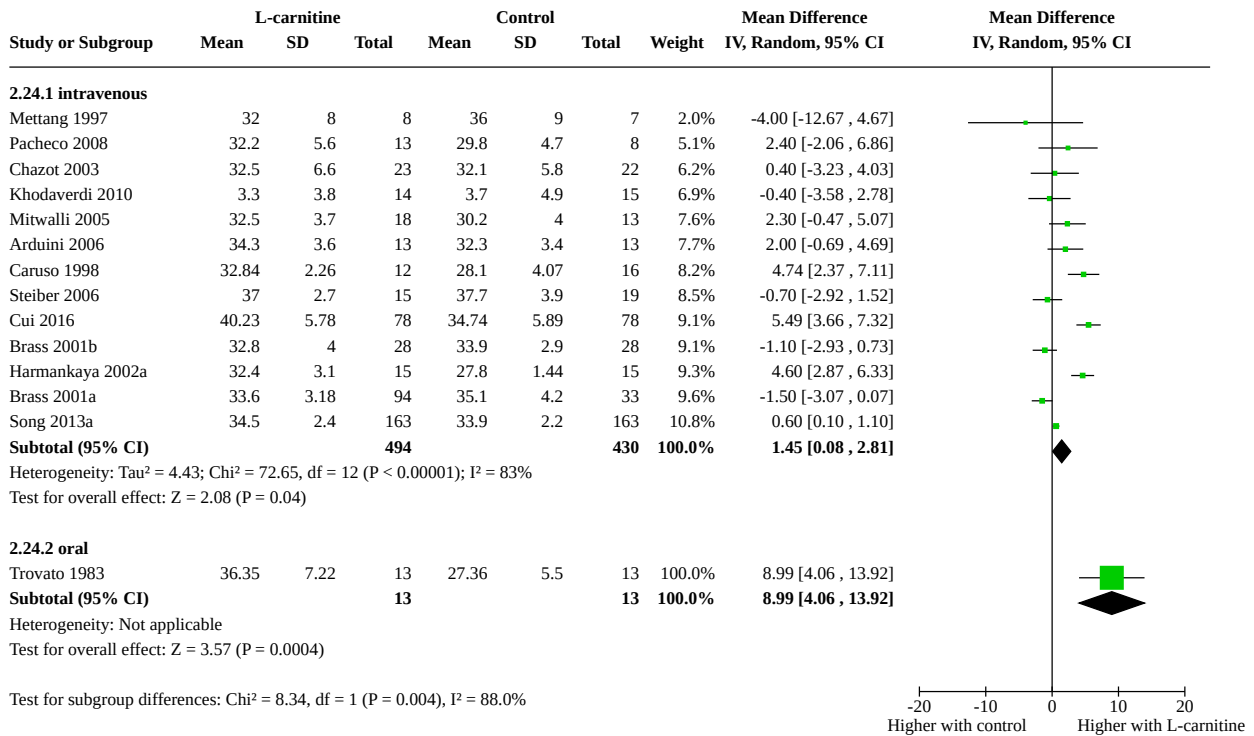 L-carnitine Control Mean Difference Mean Difference
Study or Subgroup Mean SD Total Mean SD Total Weight IV, Random, 95% CI IV, Random, 95% CI
2.24.1 intravenous
Mettang 1997 32 8 8 36 9 7 2.0% -4.00 [-12.67 , 4.67]
Pacheco 2008 32.2 5.6 13 29.8 4.7 8 5.1% 2.40 [-2.06 , 6.86]
Chazot 2003 32.5 6.6 23 32.1 5.8 22 6.2% 0.40 [-3.23 , 4.03]
Khodaverdi 2010 3.3 3.8 14 3.7 4.9 15 6.9% -0.40 [-3.58 , 2.78]
Mitwalli 2005 32.5 3.7 18 30.2 4 13 7.6% 2.30 [-0.47 , 5.07]
Arduini 2006 34.3 3.6 13 32.3 3.4 13 7.7% 2.00 [-0.69 , 4.69]
Caruso 1998 32.84 2.26 12 28.1 4.07 16 8.2% 4.74 [2.37 , 7.11]
Steiber 2006 37 2.7 15 37.7 3.9 19 8.5% -0.70 [-2.92 , 1.52]
Cui 2016 40.23 5.78 78 34.74 5.89 78 9.1% 5.49 [3.66 , 7.32]
Brass 2001b 32.8 4 28 33.9 2.9 28 9.1% -1.10 [-2.93 , 0.73]
Harmankaya 2002a 32.4 3.1 15 27.8 1.44 15 9.3% 4.60 [2.87 , 6.33]
Brass 2001a 33.6 3.18 94 35.1 4.2 33 9.6% -1.50 [-3.07 , 0.07]
Song 2013a 34.5 2.4 163 33.9 2.2 163 10.8% 0.60 [0.10 , 1.10]
Subtotal (95% CI) 494 430 100.0% 1.45 [0.08 , 2.81]
Heterogeneity: Tau² = 4.43; Chi² = 72.65, df = 12 (P < 0.00001); I² = 83%
Test for overall effect: Z = 2.08 (P = 0.04)
2.24.2 oral
Trovato 1983 36.35 7.22 13 27.36 5.5 13 100.0% 8.99 [4.06 , 13.92]
Subtotal (95% CI) 13 13 100.0% 8.99 [4.06 , 13.92]
Heterogeneity: Not applicable
Test for overall effect: Z = 3.57 (P = 0.0004)
Test for subgroup differences: Chi² = 8.34, df = 1 (P = 0.004), I² = 88.0%
-20 -10 0 10 20
Higher with control Higher with L-carnitine